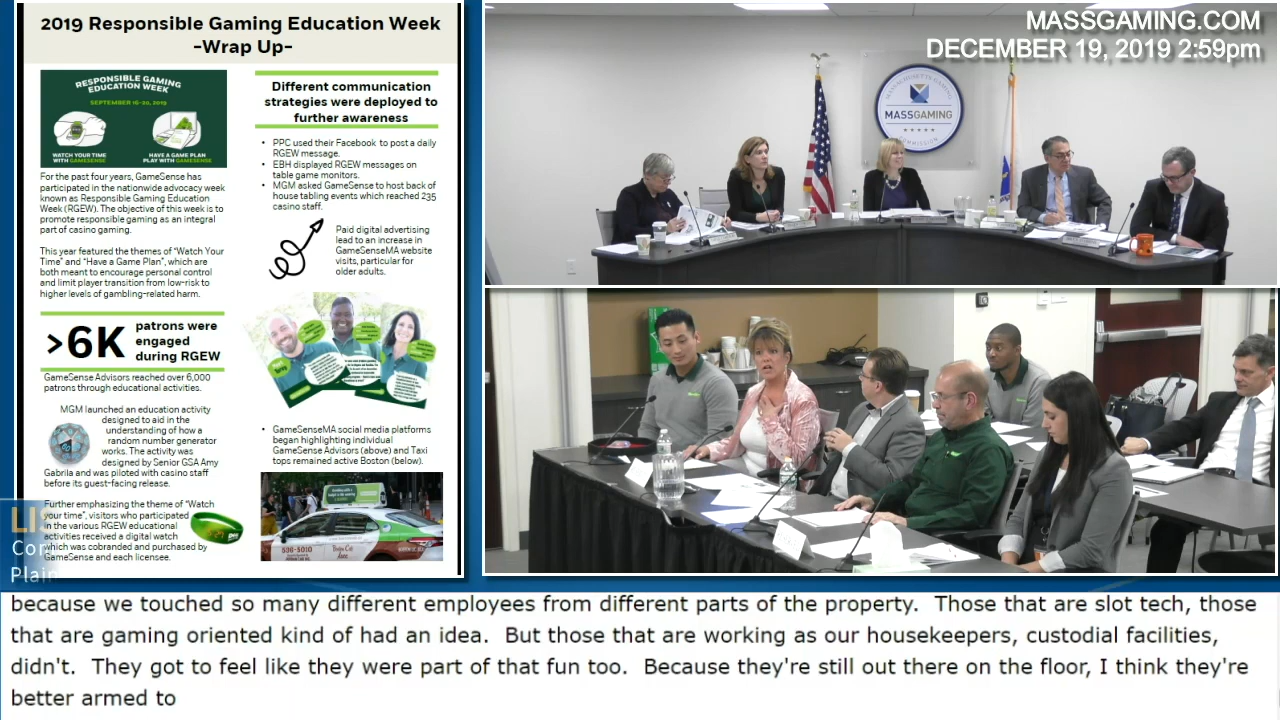 2019 Responsible Gaming Education Week
-Wrap Up-
RESPONSIBLE GAMING
EDUCATION WEEK
SEPTEMBER 16-20, 2019
WATCH YOUR TIME
WITH GAMESENSE
HAVE A GAME PLAN
PLAY WITH GAMESENSE
For the past four years, GameSense has
participated in the nationwide advocacy week
known as Responsible Gaming Education
Week (RGEW). The objective of this week is to
promote responsible gaming as an integral
part of casino gaming.
This year featured the themes of "Watch Your
Time" and "Have a Game Plan", which are
both meant to encourage personal control
and limit player transition from low-risk to
higher levels of gambling-related harm.
>6K
patrons were
engaged
during RGEW
GameSense Advisors reached over 6,000
patrons through educational activities.
MGM launched an education activity
designed to aid in the
understanding of how a
random number generator
works. The activity was
designed by Senior GSA Amy
Gabrila and was piloted with casino staff
before its guest-facing release.
Further emphasizing the theme of "Watch
your time", visitors who participated
in the various RGEW educational
activities received a digital watch
which was cobranded and purchased by
GameSense and each licensee.
Different communication
strategies were deployed to
further awareness
• PPC used their Facebook to post a daily
RGEW message.
• EBH displayed RGEW messages on
table game monitors.
• MGM asked GameSense to host back of
house tabling events which reached 235
casino staff.
Paid digital advertising
lead to an increase in
GameSenseMA website
visits, particular for
older adults.
• GameSenseMA social media platforms
began highlighting individual
GameSense Advisors (above) and Taxi
tops remained active Boston (below).
536-5010
MASSGAMING.COM
DECEMBER 19, 2019 2:59pm
MASSACHUSETTS GAMING
MASSGAMING
COMMISSION
because we touched so many different employees from different parts of the property.  Those that are slot tech, those
that are gaming oriented kind of had an idea.  But those that are working as our housekeepers, custodial facilities,
didn't.  They got to feel like they were part of that fun too.  Because they're still out there on the floor, I think they're
better armed to